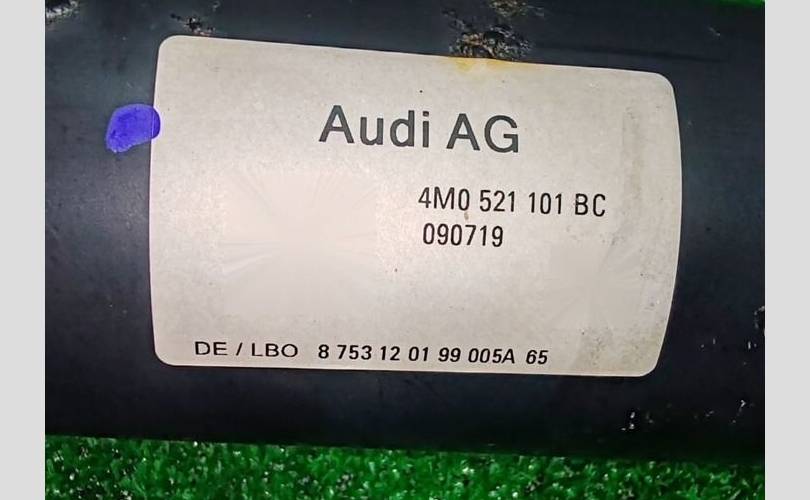 Audi AG
4M0 521 101 BC
090719
DE / LBO 8 753 12 01 99 005A 65